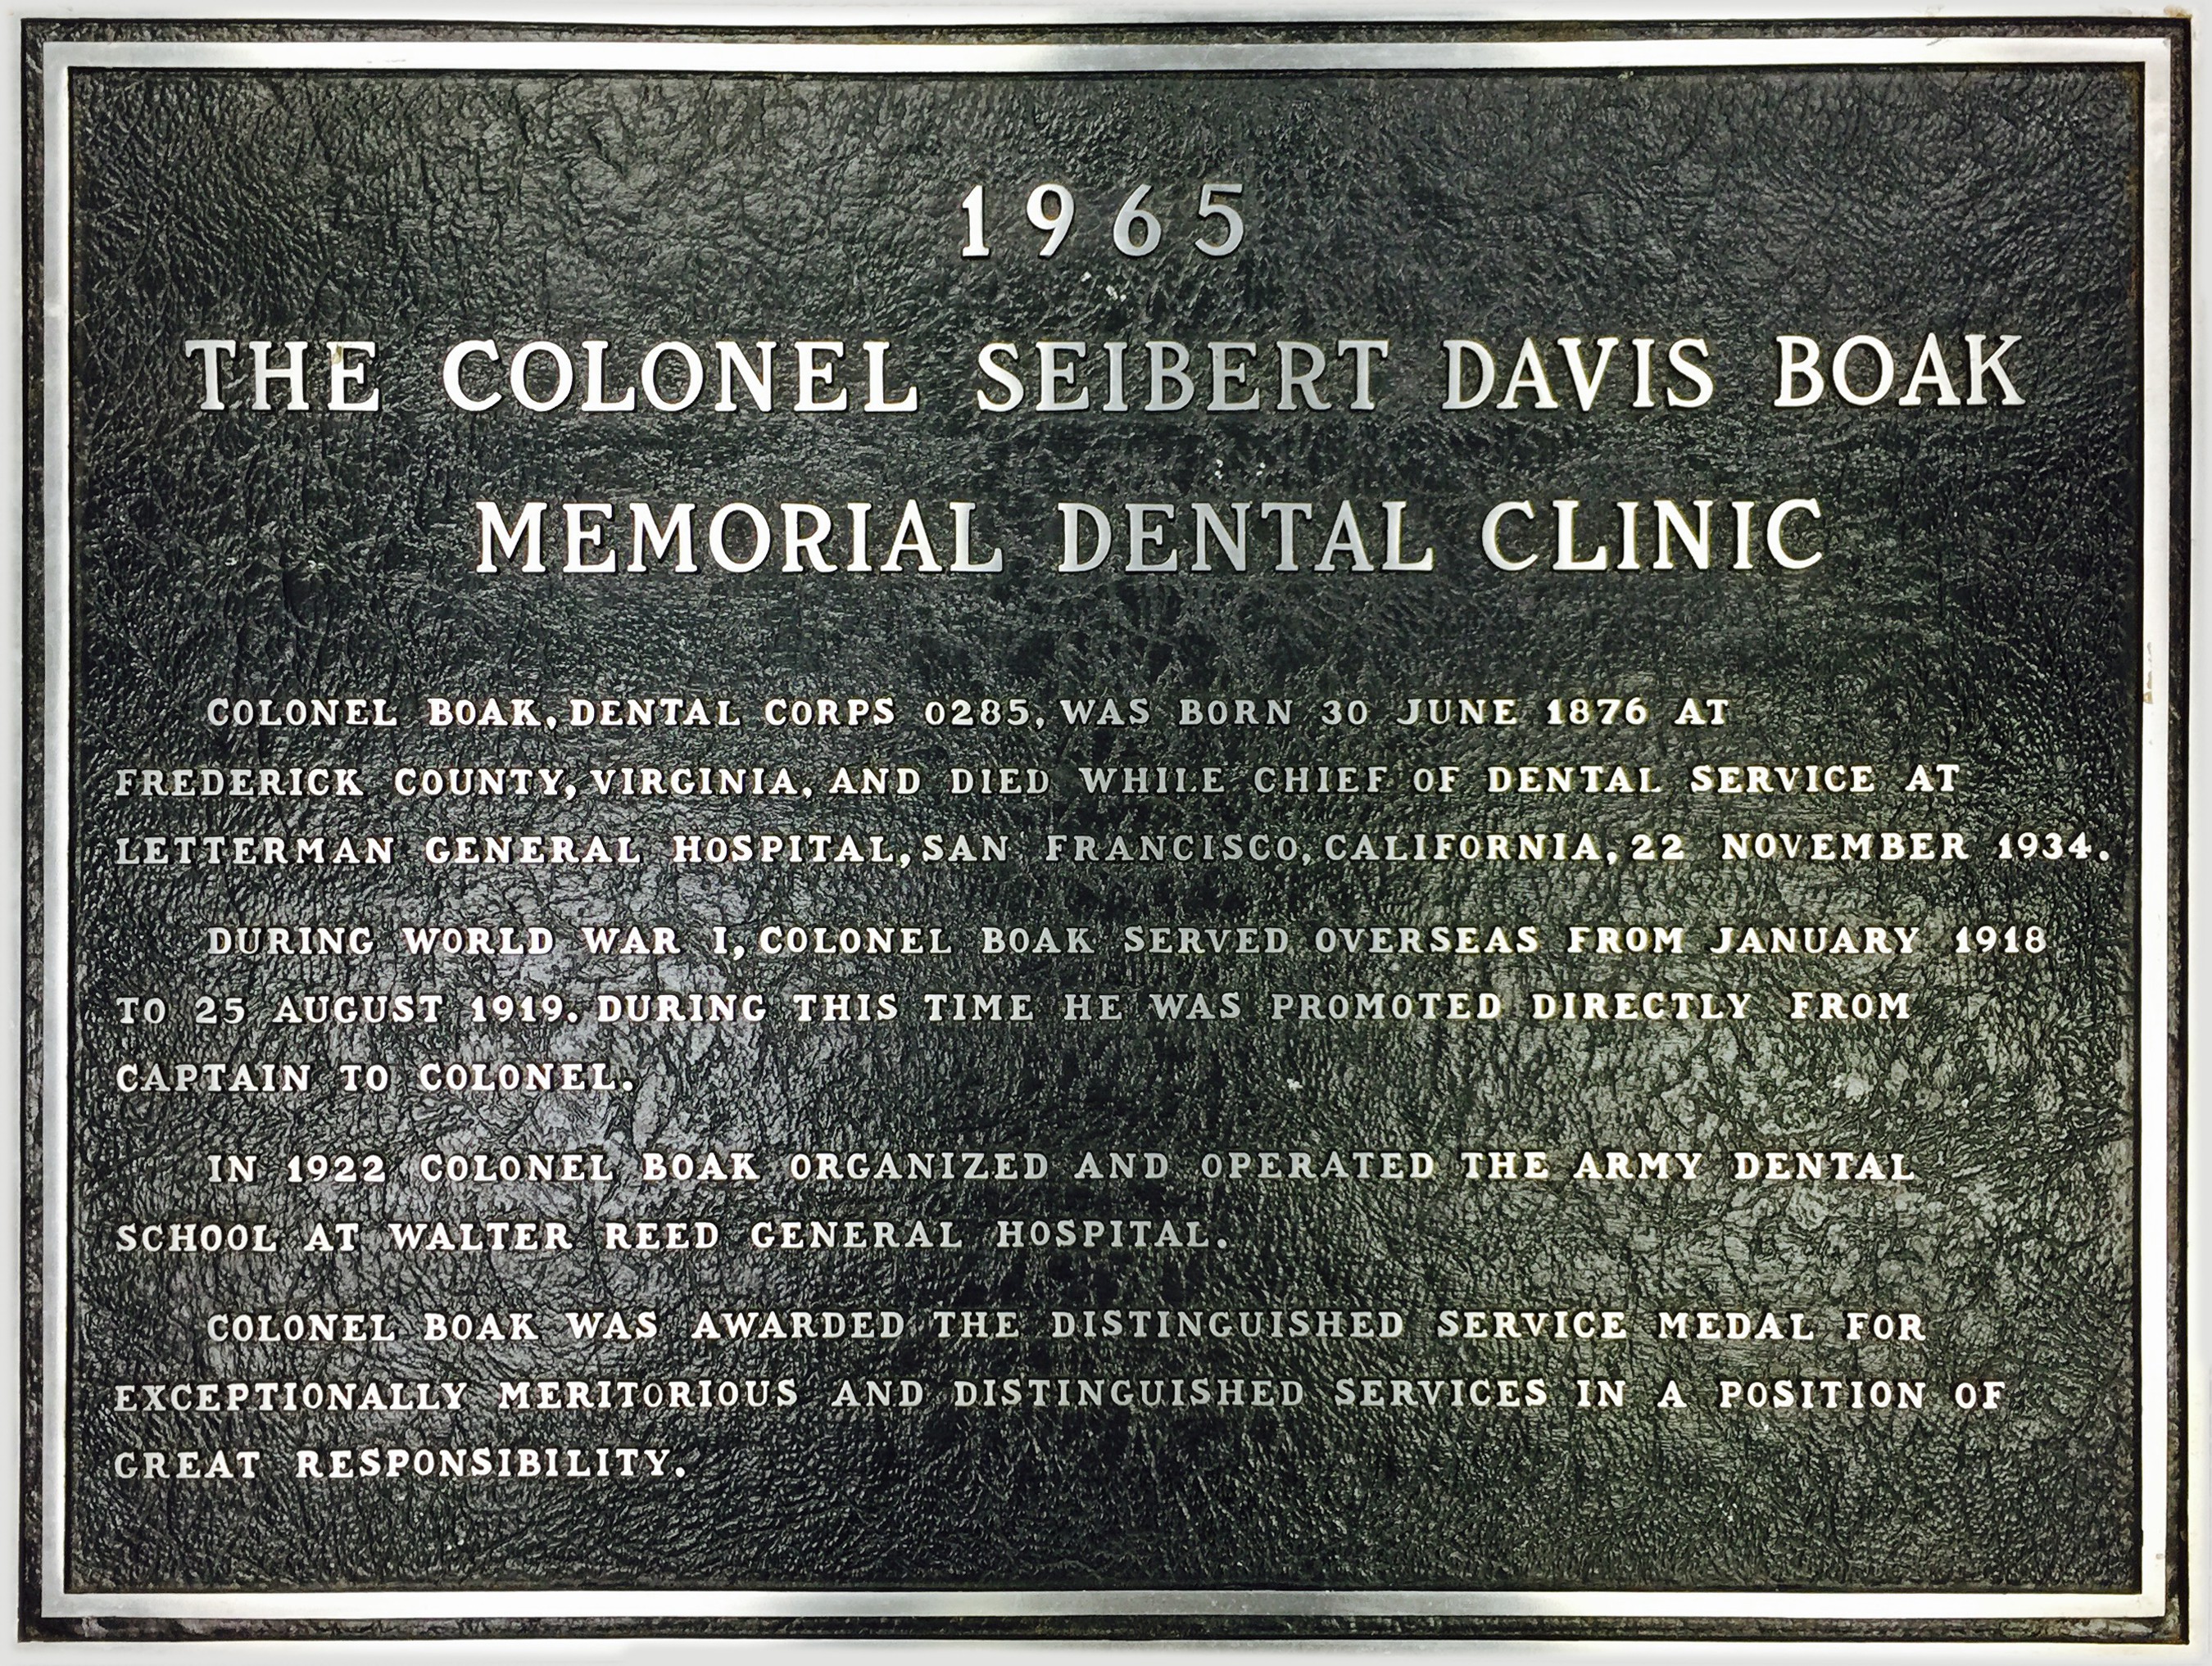 1965
THE COLONEL SEIBERT DAVIS BOAK
MEMORIAL DENTAL CLINIC
COLONEL BOAK, DENTAL CORPS 0285, WAS BORN 30 JUNE 1876 AT
FREDERICK COUNTY, VIRGINIA, AND DIED WHILE CHIEF OF DENTAL SERVICE AT
LETTERMAN GENERAL HOSPITAL, SAN FRANCISCO, CALIFORNIA, 22 NOVEMBER 1934.
DURING WORLD WAR I, COLONEL BOAK SERVED OVERSEAS FROM JANUARY 1918
TO 25 AUGUST 1919. DURING THIS TIME HE WAS PROMOTED DIRECTLY FROM
CAPTAIN TO COLONEL.
IN 1922 COLONEL BOAK ORGANIZED AND OPERATED THE ARMY DENTAL
SCHOOL AT WALTER REED GENERAL HOSPITAL.
COLONEL BOAK WAS AWARDED THE DISTINGUISHED SERVICE MEDAL FOR
EXCEPTIONALLY MERITORIOUS AND DISTINGUISHED SERVICES IN A POSITION OF
GREAT RESPONSIBILITY.